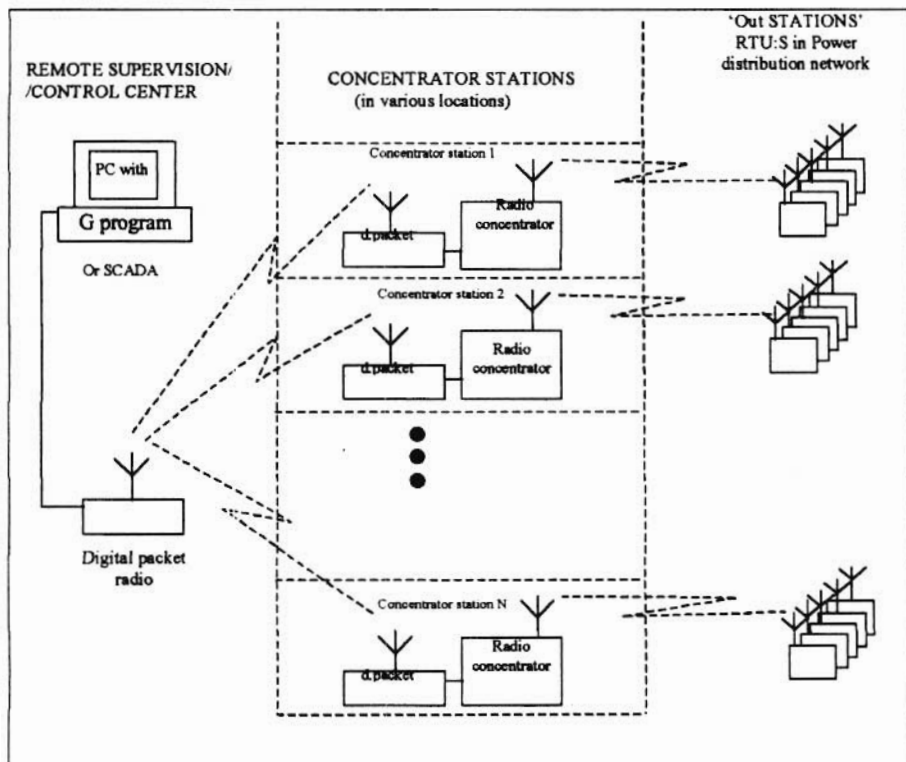 REMOTE SUPERVISION/
/CONTROL CENTER
PC with
G program
Or SCADA
Digital packet
radio
CONCENTRATOR STATIONS
(in various locations)
Concentrator station 1
d.packet
Radio
concentrator
Concentrator station 2
d.packet
Radio
concentrator
Concentrator station N
d.packet
Radio
concentrator
'Out STATIONS'
RTU:S in Power
distribution network